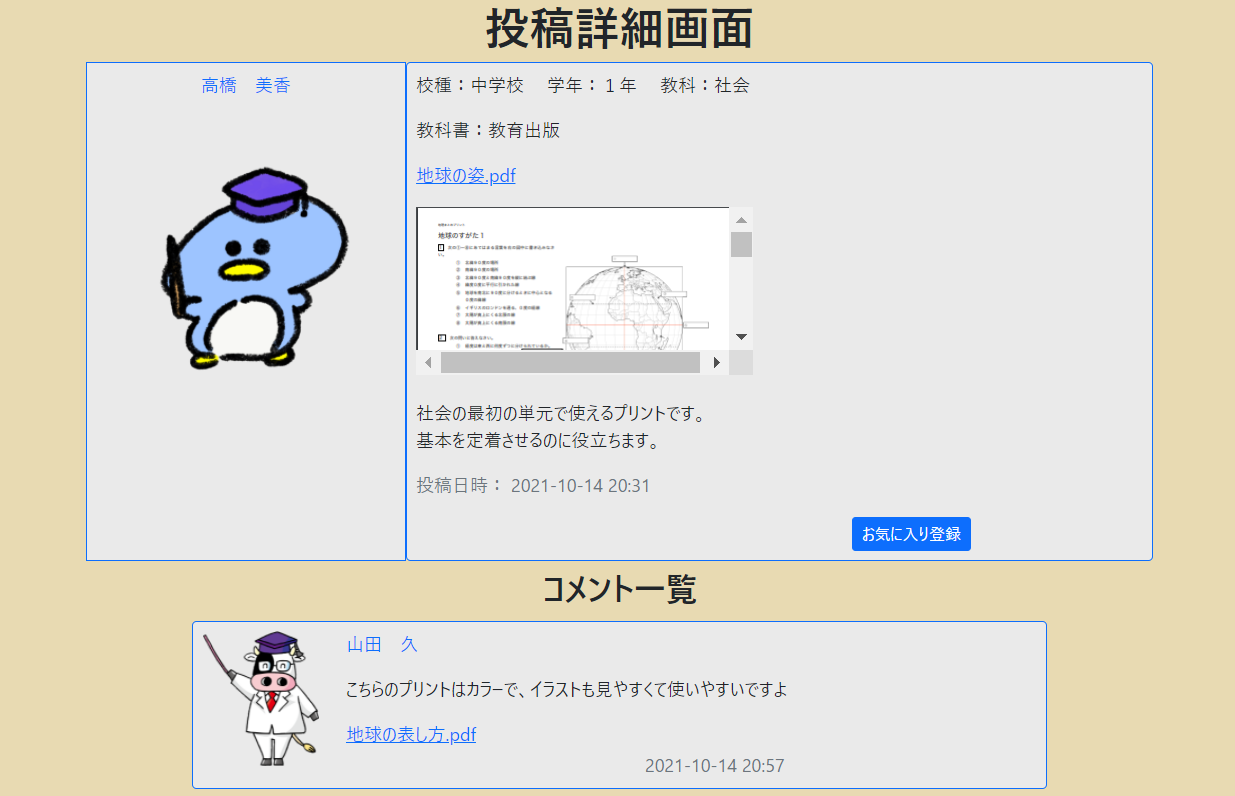 投稿詳細画面
高橋　美香
校種：中学校　学年：１年　教科：社会
教科書：教育出版
地球の姿.pdf
地球のすがた１
社会の最初の単元で使えるプリントです。
基本を定着させるのに役立ちます。
投稿日時： 2021-10-14 20:31
お気に入り登録
コメント一覧
山田　久
こちらのプリントはカラーで、イラストも見やすくて使いやすいですよ
地球の表し方.pdf
2021-10-14 20:57